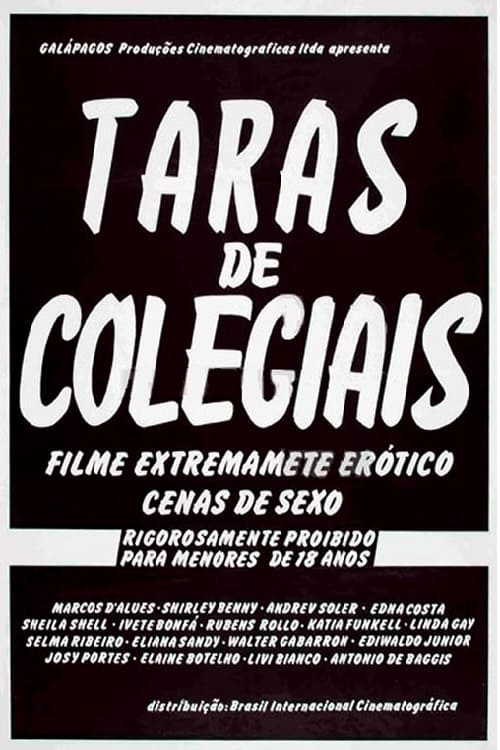 GALÁPAGOS Produções Cinematograficas ltda apresenta
TARAS
DE
COLEGIAIS
FILME EXTREMAMETE ERÓTICO
CENAS DE SEXO
RIGOROSAMENTE PROIBIDO
PARA MENORES DE 18 ANOS
MARCOS D'ALVES · SHIRLEY BENNY · ANDREV SOLER · EDNA COSTA
SHEILA SHELL · IVETE BONFÁ · RUBENS ROLLO · KATIA FUNKELL · LINDA GAY
SELMA RIBEIRO · ELIANA SANDY · WALTER GABARRON · EDIWALDO JUNIOR
JOSY PORTES · ELAINE BOTELHO · LIVI BIANCO · ANTONIO DE BAGGIS
distribuição: Brasil Internacional Cinematográfica